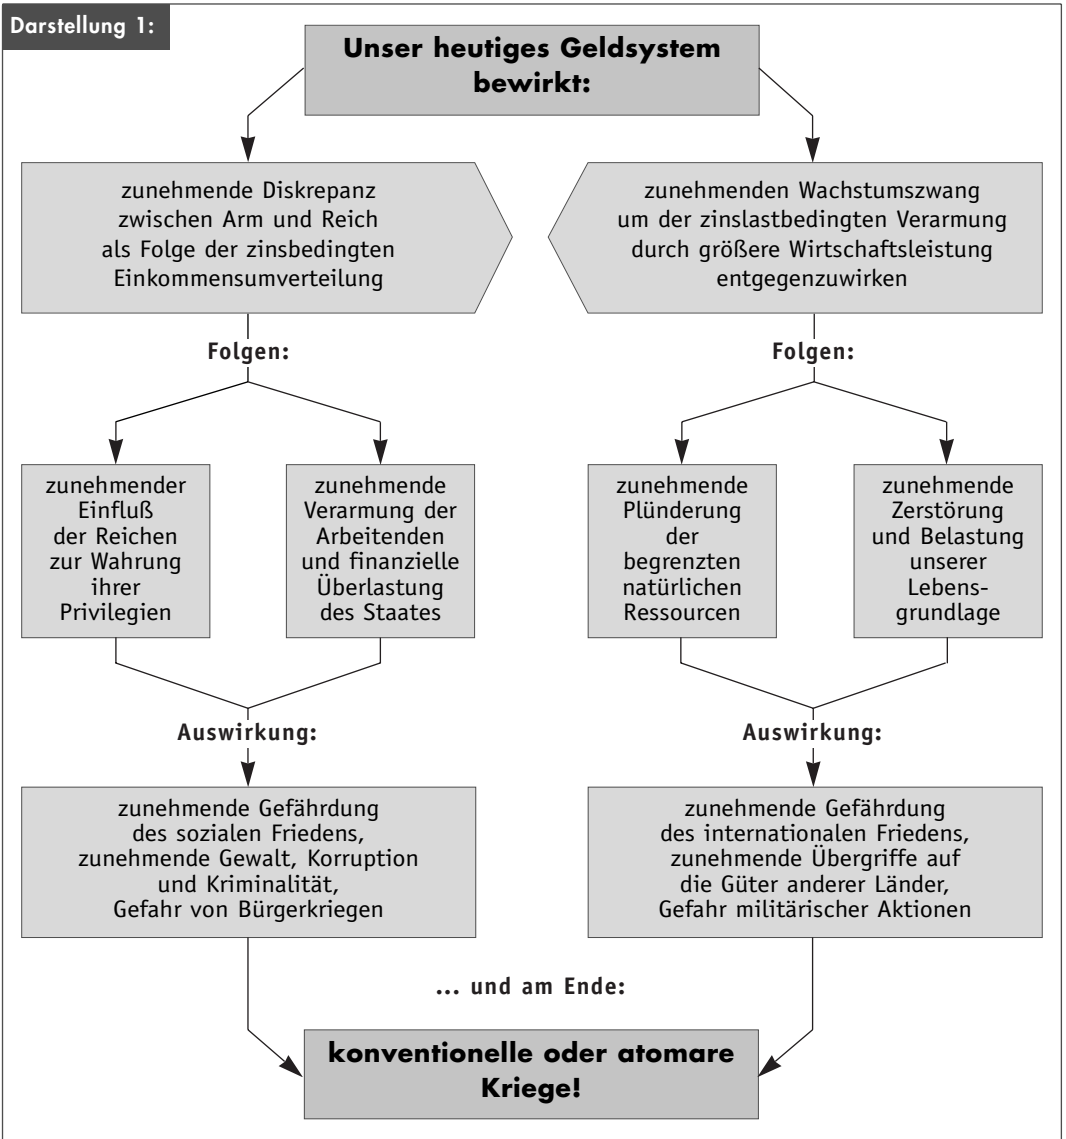 Darstellung 1:
Unser heutiges Geldsystem
bewirkt:
zunehmende Diskrepanz
zwischen Arm und Reich
als Folge der zinsbedingten
Einkommensumverteilung
zunehmenden Wachstumszwang
um der zinslastbedingten Verarmung
durch größere Wirtschaftsleistung
entgegenzuwirken
Folgen:
Folgen:
zunehmender
Einfluß
der Reichen
zur Wahrung
ihrer
Privilegien
zunehmende
Verarmung der
Arbeitenden
und finanzielle
Überlastung
des Staates
zunehmende
Plünderung
der
begrenzten
natürlichen
Ressourcen
zunehmende
Zerstörung
und Belastung
unserer
Lebens-
grundlage
Auswirkung:
Auswirkung:
zunehmende Gefährdung
des sozialen Friedens,
zunehmende Gewalt, Korruption
und Kriminalität,
Gefahr von Bürgerkriegen
zunehmende Gefährdung
des internationalen Friedens,
zunehmende Übergriffe auf
die Güter anderer Länder,
Gefahr militärischer Aktionen
... und am Ende:
konventionelle oder atomare
Kriege!